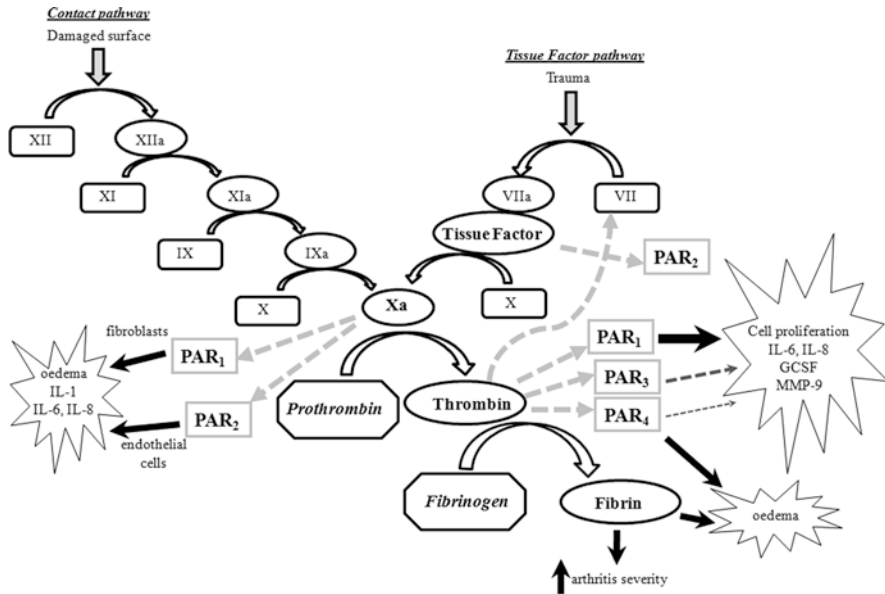 Contact pathway
Damaged surface
Tissue Factor pathway
Trauma
XII
XIIa
XI
XIa
VIIa
VII
Tissue Factor
IX
IXa
PAR₂
X
Xa
X
fibroblasts
PAR₁
oedema
IL-1
IL-6, IL-8
PAR₂
endothelial
cells
Prothrombin
Thrombin
PAR₁
PAR₃
PAR₄
Cell proliferation
IL-6, IL-8
GCSF
MMP-9
Fibrinogen
Fibrin
oedema
arthritis severity